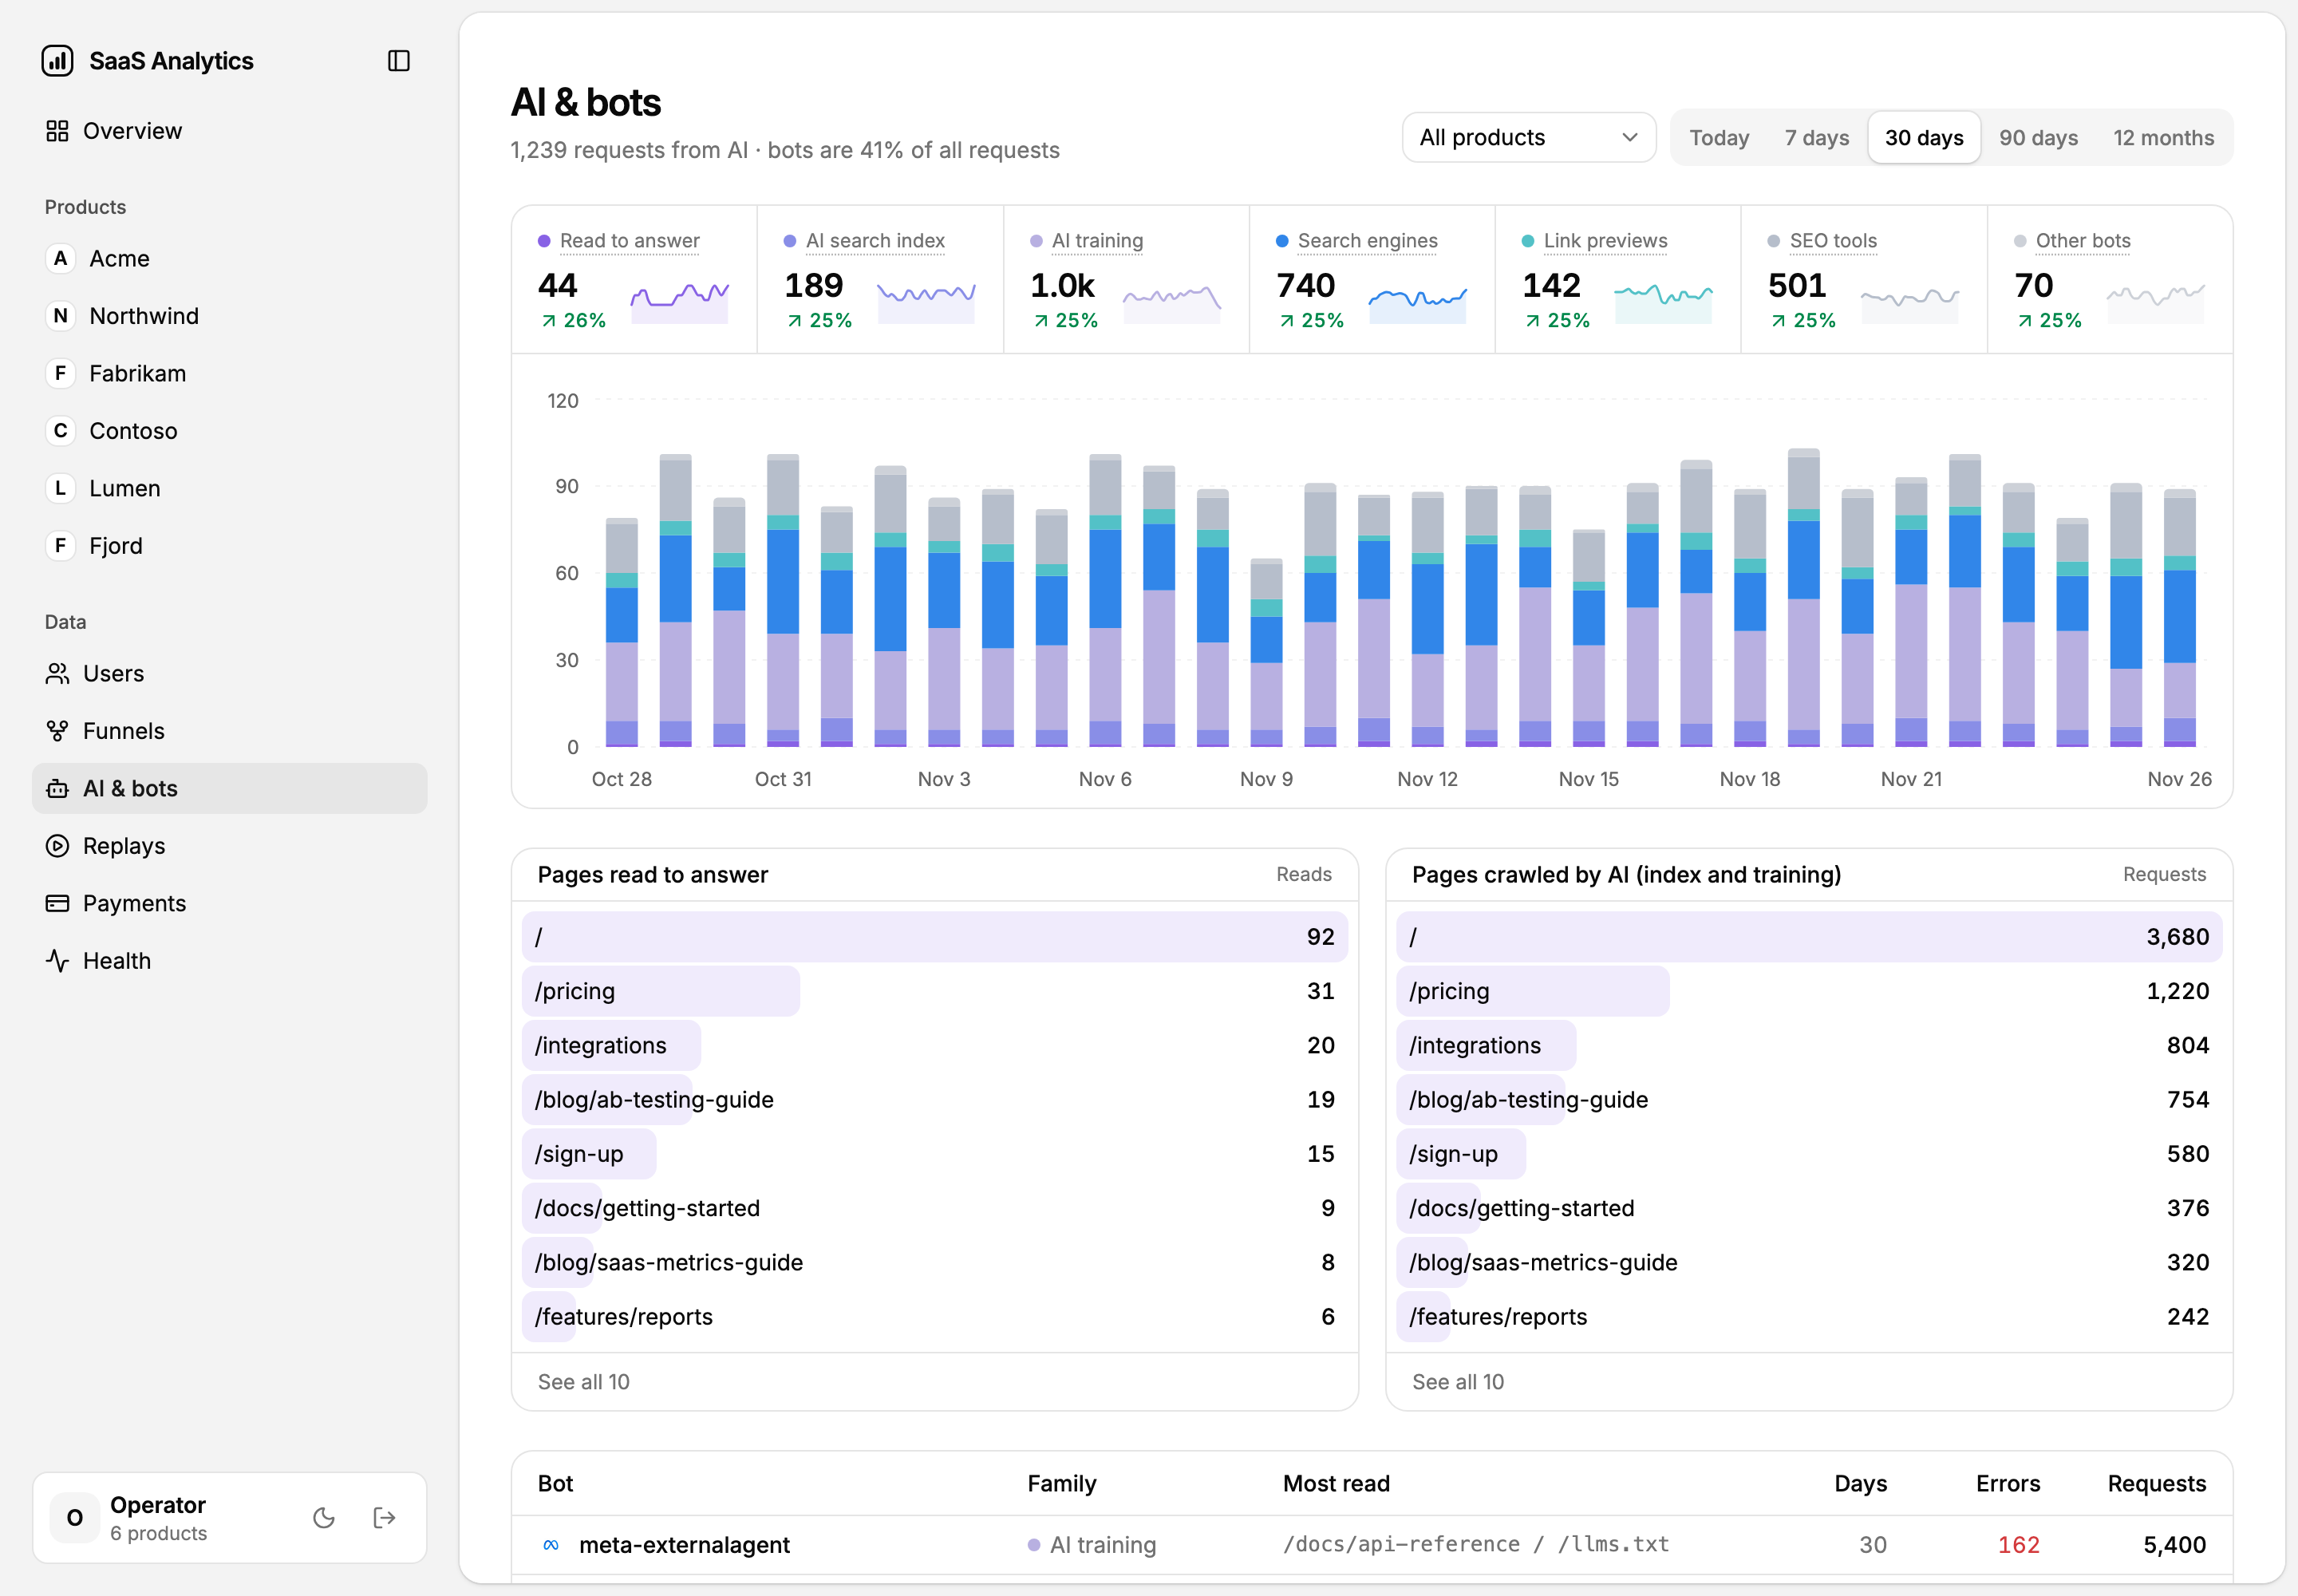 SaaS Analytics
Overview
Products
A Acme
N Northwind
F Fabrikam
C Contoso
L Lumen
F Fjord
Data
Users
Funnels
AI & bots
Replays
Payments
Health
O Operator
6 products
AI & bots
1,239 requests from AI · bots are 41% of all requests
All products
Today 7 days 30 days 90 days 12 months
Read to answer
44
26%
AI search index
189
25%
AI training
1.0k
25%
Search engines
740
25%
Link previews
142
25%
SEO tools
501
25%
Other bots
70
25%
120
90
60
30
0
Oct 28 Oct 31 Nov 3 Nov 6 Nov 9 Nov 12 Nov 15 Nov 18 Nov 21 Nov 26
Pages read to answer Reads
/ 92
/pricing 31
/integrations 20
/blog/ab-testing-guide 19
/sign-up 15
/docs/getting-started 9
/blog/saas-metrics-guide 8
/features/reports 6
See all 10
Pages crawled by AI (index and training) Requests
/ 3,680
/pricing 1,220
/integrations 804
/blog/ab-testing-guide 754
/sign-up 580
/docs/getting-started 376
/blog/saas-metrics-guide 320
/features/reports 242
See all 10
Bot Family Most read Days Errors Requests
meta-externalagent AI training /docs/api-reference / /llms.txt 30 162 5,400